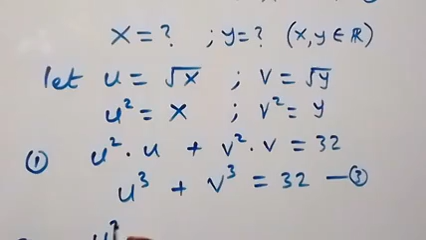 x = ? ; y = ? (x, y ∈ ℝ)
let u = √x ; v = √y
u² = x ; v² = y
① u² · u + v² · v = 32
u³ + v³ = 32 —③